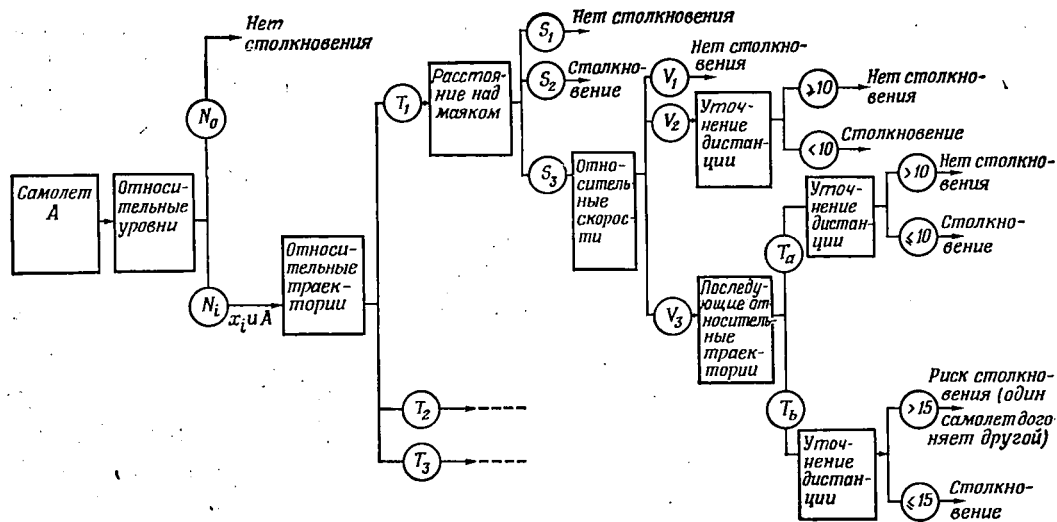 Самолет
A
Относи-
тельные
уровни
N₀
Нет
столкновения
Nᵢ
xᵢ и A
Относи-
тельные
траек-
тории
T₁
Расстоя-
ние над
маяком
S₁
Нет столкновения
S₂
Столкно-
вение
S₃
Относи-
тельные
скорос-
ти
V₁
Нет столкно-
вения
V₂
Уточ-
нение
дистан-
ции
⩾10
Нет столкно-
вения
<10
Столкновение
V₃
Последу-
ющие от-
носитель-
ные
траек-
тории
Tₐ
Уточ-
нение
дистан-
ции
>10
Нет столкно-
вения
⩽10
Столкно-
вение
T_b
Уточ-
нение
дистан-
ции
>15
Риск столкно-
вения (один
самолет дого-
няет другой)
⩽15
Столкно-
вение
T₂
T₃